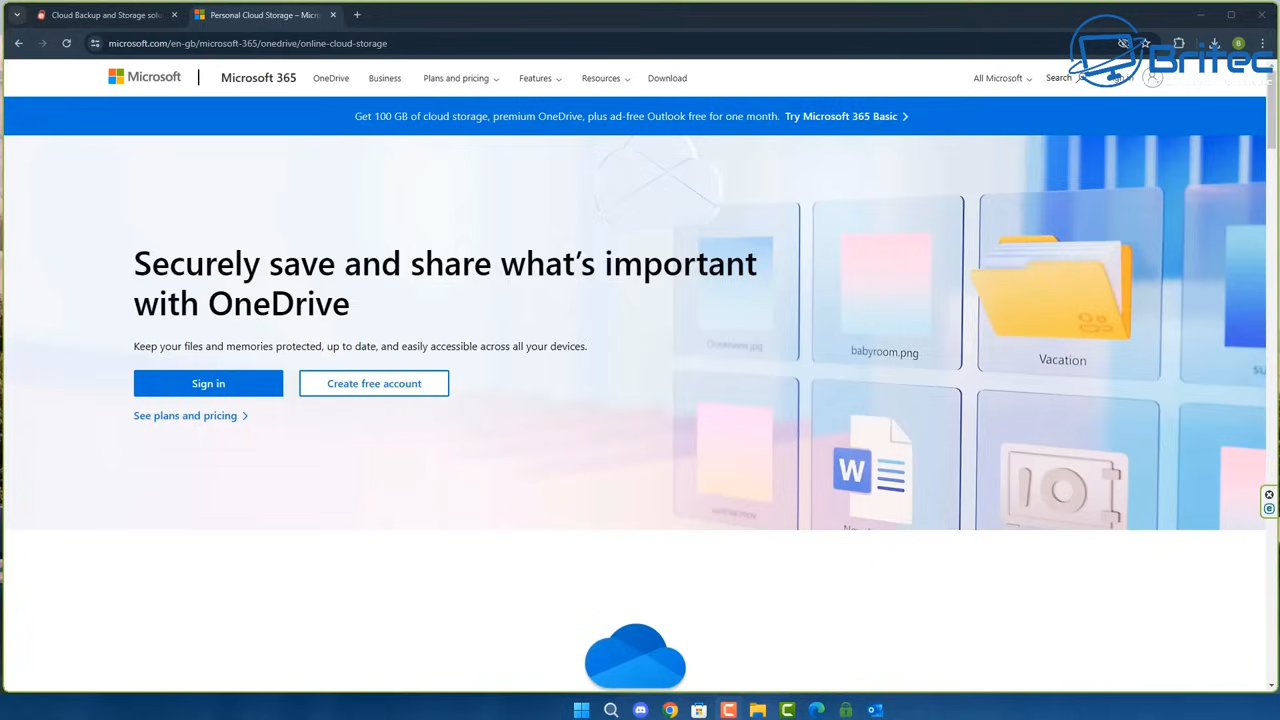 Cloud Backup and Storage solu
Personal Cloud Storage – Micro
microsoft.com/en-gb/microsoft-365/onedrive/online-cloud-storage
Britec
Microsoft
Microsoft 365
OneDrive
Business
Plans and pricing
Features
Resources
Download
All Microsoft
Search
Get 100 GB of cloud storage, premium OneDrive, plus ad-free Outlook free for one month. Try Microsoft 365 Basic
Securely save and share what's important
with OneDrive
Keep your files and memories protected, up to date, and easily accessible across all your devices.
Sign in
Create free account
See plans and pricing
babyroom.png
Vacation
W